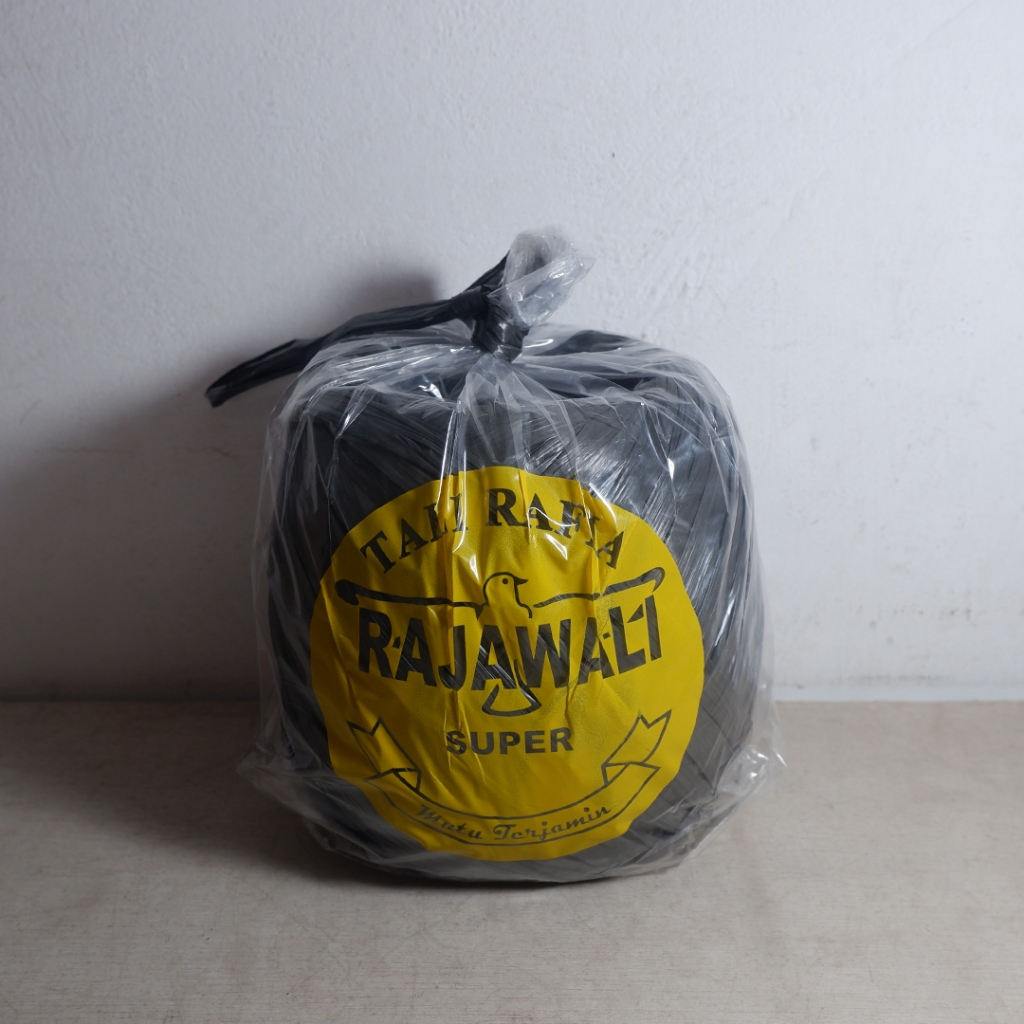 TALI RAFIA
RAJAWALI
SUPER
Mutu Terjamin